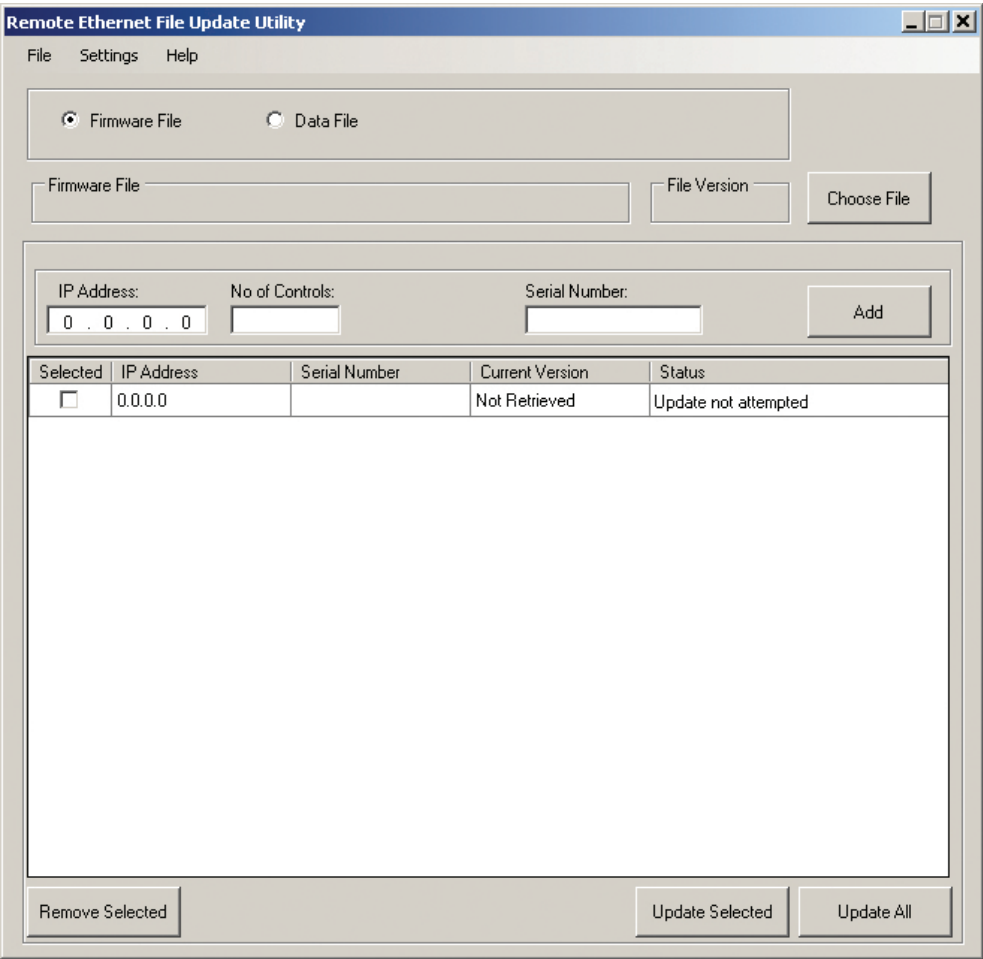 Remote Ethernet File Update Utility
File Settings Help
Firmware File Data File
Firmware File File Version Choose File
IP Address: No of Controls: Serial Number:
0 . 0 . 0 . 0 Add
Selected IP Address Serial Number Current Version Status
0.0.0.0 Not Retrieved Update not attempted
Remove Selected Update Selected Update All